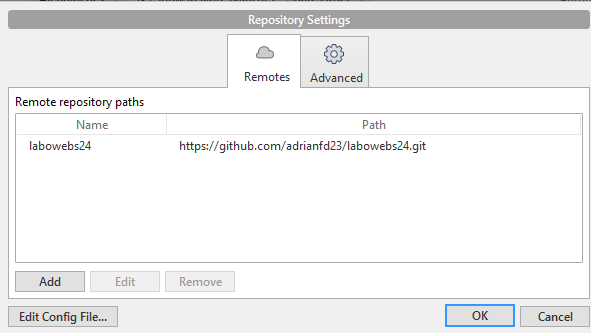 Repository Settings
Remotes
Advanced
Remote repository paths
Name Path
labowebs24 https://github.com/adrianfd23/labowebs24.git
Add Edit Remove
Edit Config File... OK Cancel